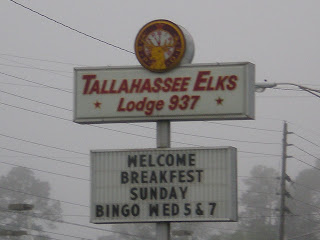 TALLAHASSEE ELKS
Lodge 937
WELCOME
BREAKFEST
SUNDAY
BINGO WED 5 & 7